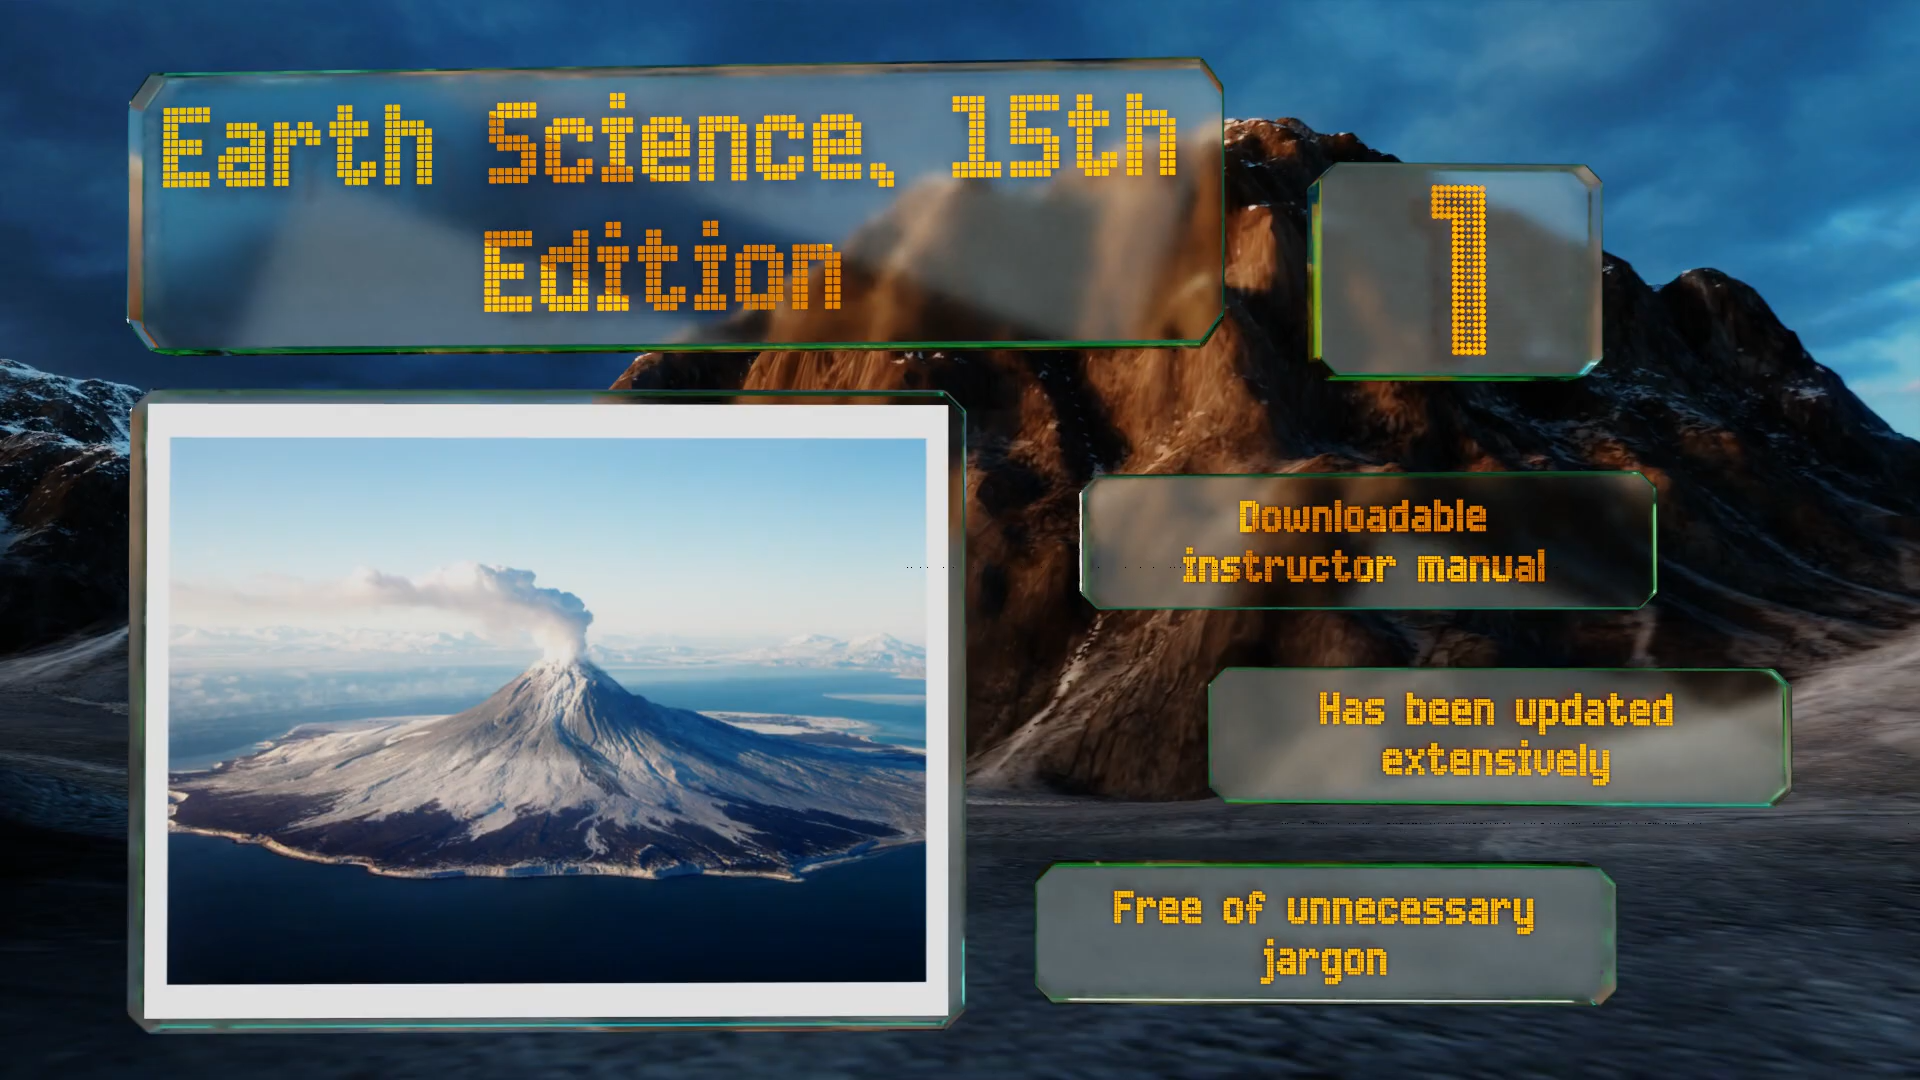 Earth Science, 15th
Edition
1
Downloadable
instructor manual
Has been updated
extensively
Free of unnecessary
jargon